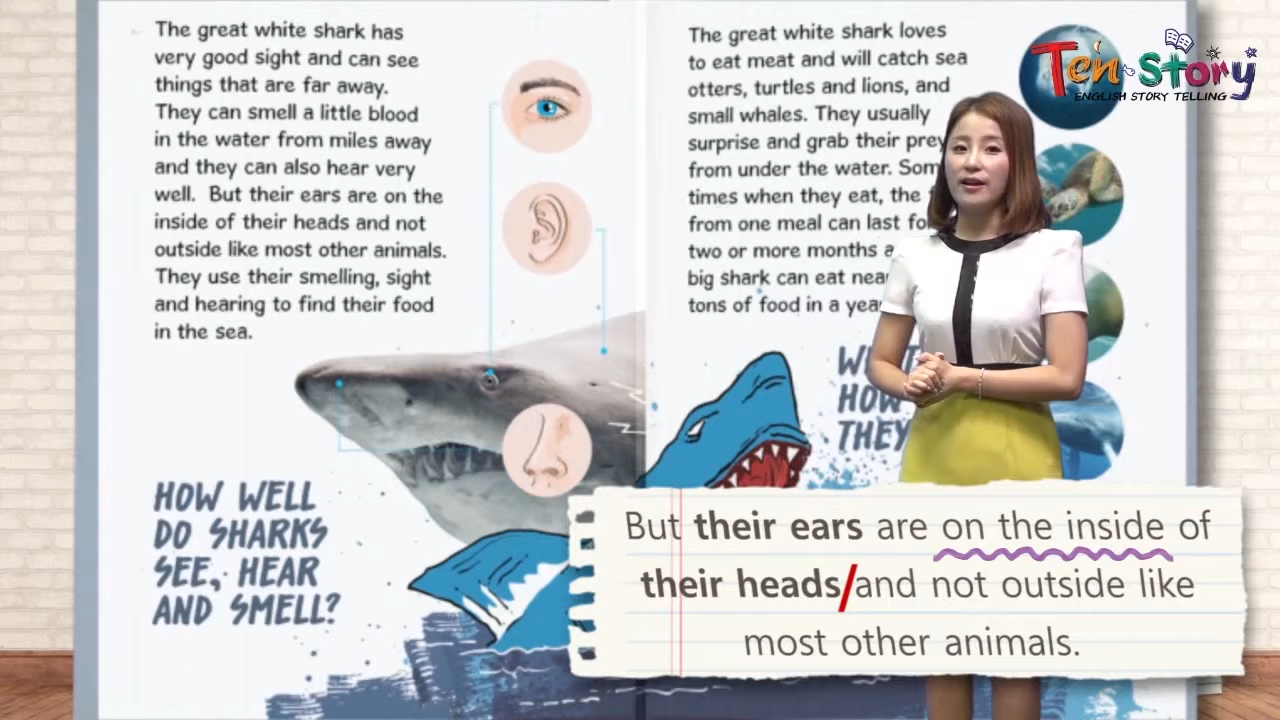 The great white shark has
very good sight and can see
things that are far away.
They can smell a little blood
in the water from miles away
and they can also hear very
well. But their ears are on the
inside of their heads and not
outside like most other animals.
They use their smelling, sight
and hearing to find their food
in the sea.
HOW WELL
DO SHARKS
SEE, HEAR
AND SMELL?
The great white shark loves
to eat meat and will catch sea
otters, turtles and lions, and
small whales. They usually
surprise and grab their prey
from under the water. Som
times when they eat, the
from one meal can last fo
two or more months a
big shark can eat nea
tons of food in a yea
HOW
THEY
Ten Story
ENGLISH STORY TELLING
But their ears are on the inside of
their heads/and not outside like
most other animals.